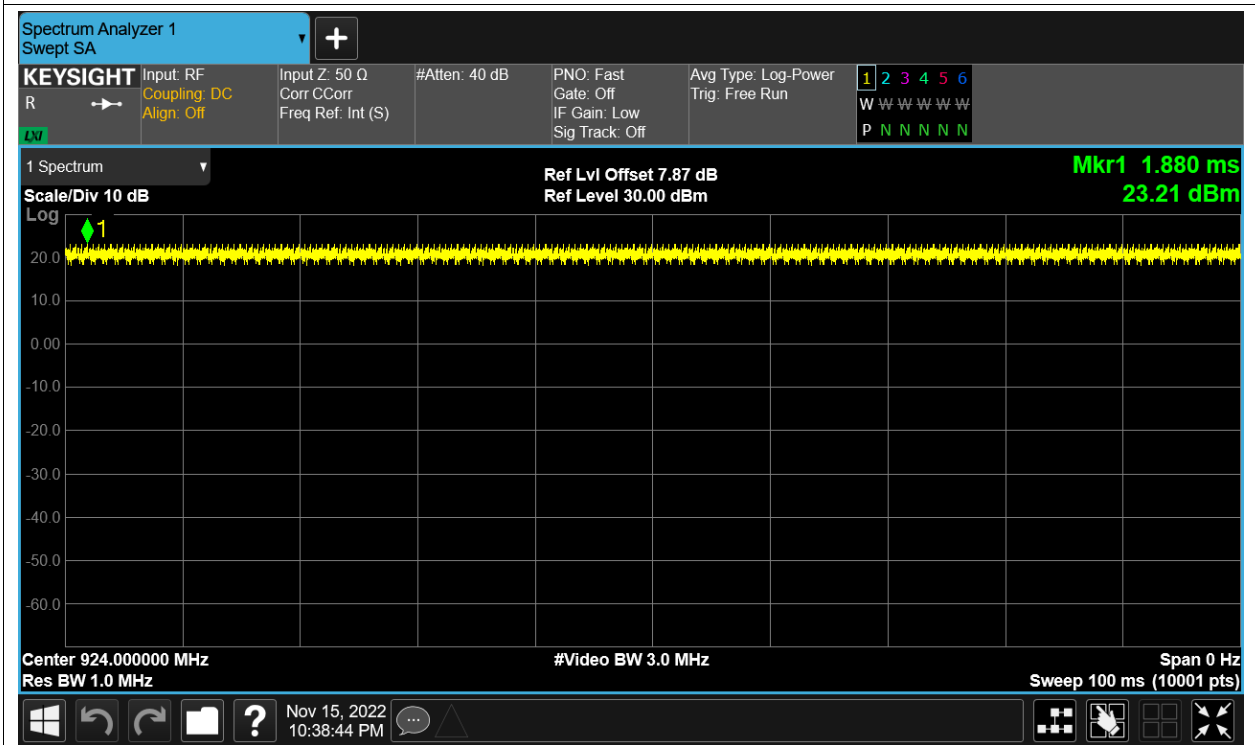 Spectrum Analyzer 1
Swept SA
KEYSIGHT
R
LXI
Input: RF
Coupling: DC
Align: Off
Input Z: 50 Ω
Corr CCorr
Freq Ref: Int (S)
#Atten: 40 dB
PNO: Fast
Gate: Off
IF Gain: Low
Sig Track: Off
Avg Type: Log-Power
Trig: Free Run
1 2 3 4 5 6
W W W W W W
P N N N N N
1 Spectrum
Scale/Div 10 dB
Log
Ref Lvl Offset 7.87 dB
Ref Level 30.00 dBm
Mkr1 1.880 ms
23.21 dBm
1
20.0
10.0
0.00
-10.0
-20.0
-30.0
-40.0
-50.0
-60.0
Center 924.000000 MHz
Res BW 1.0 MHz
#Video BW 3.0 MHz
Span 0 Hz
Sweep 100 ms (10001 pts)
?
Nov 15, 2022
10:38:44 PM